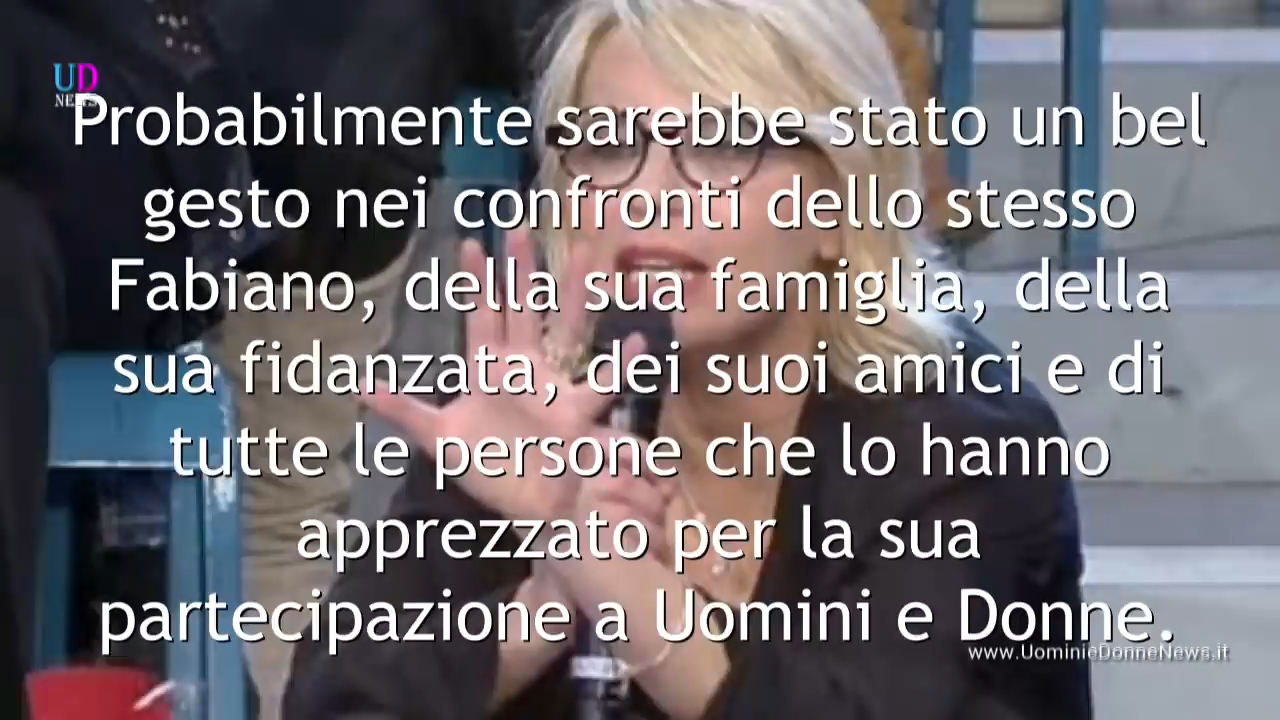 UD
NEWS
Probabilmente sarebbe stato un bel
gesto nei confronti dello stesso
Fabiano, della sua famiglia, della
sua fidanzata, dei suoi amici e di
tutte le persone che lo hanno
apprezzato per la sua
partecipazione a Uomini e Donne.
www.UominieDonneNews.it